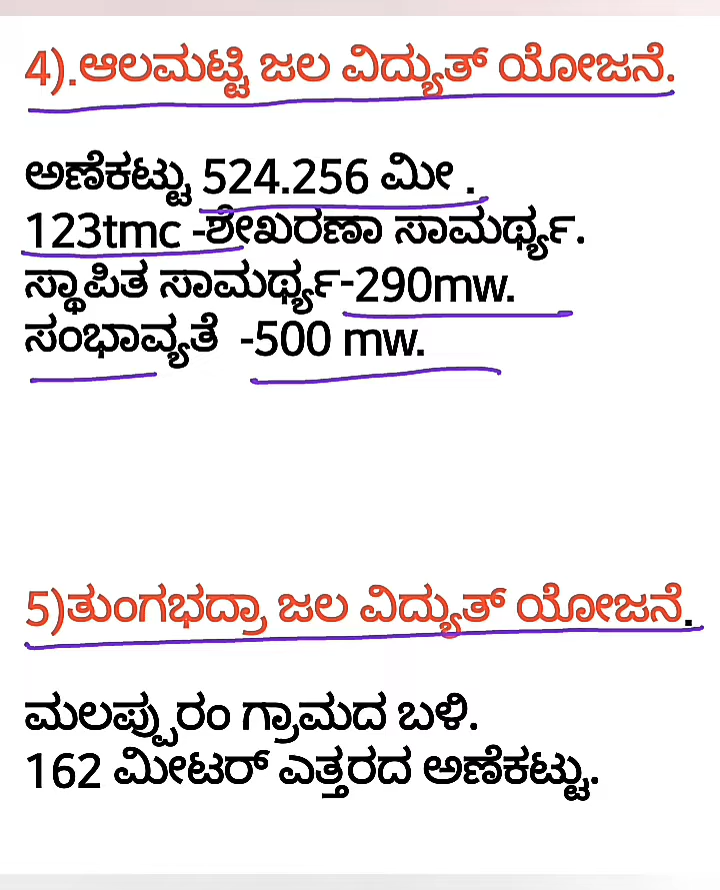 4).ಆಲಮಟ್ಟಿ ಜಲ ವಿದ್ಯುತ್ ಯೋಜನೆ.
ಅಣೆಕಟ್ಟು 524.256 ಮೀ .
123tmc -ಶೇಖರಣಾ ಸಾಮರ್ಥ್ಯ.
ಸ್ಥಾಪಿತ ಸಾಮರ್ಥ್ಯ-290mw.
ಸಂಭಾವ್ಯತೆ -500 mw.
5)ತುಂಗಭದ್ರಾ ಜಲ ವಿದ್ಯುತ್ ಯೋಜನೆ.
ಮಲಪ್ಪುರಂ ಗ್ರಾಮದ ಬಳಿ.
162 ಮೀಟರ್ ಎತ್ತರದ ಅಣೆಕಟ್ಟು.